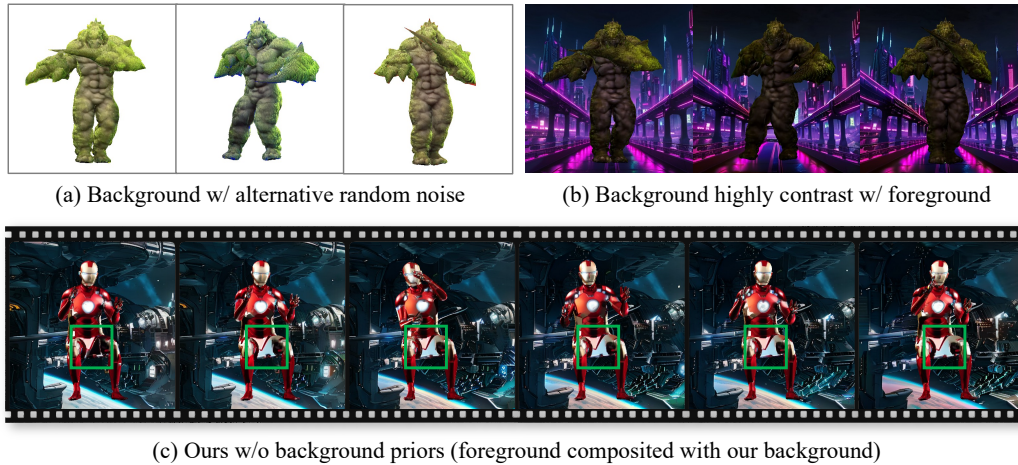 (a) Background w/ alternative random noise
(b) Background highly contrast w/ foreground
(c) Ours w/o background priors (foreground composited with our background)